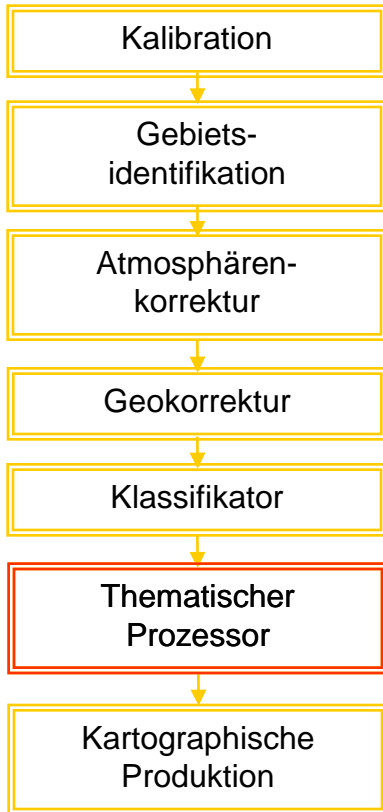 Kalibration
Gebiets-
identifikation
Atmosphären-
korrektur
Geokorrektur
Klassifikator
Thematischer
Prozessor
Kartographische
Produktion